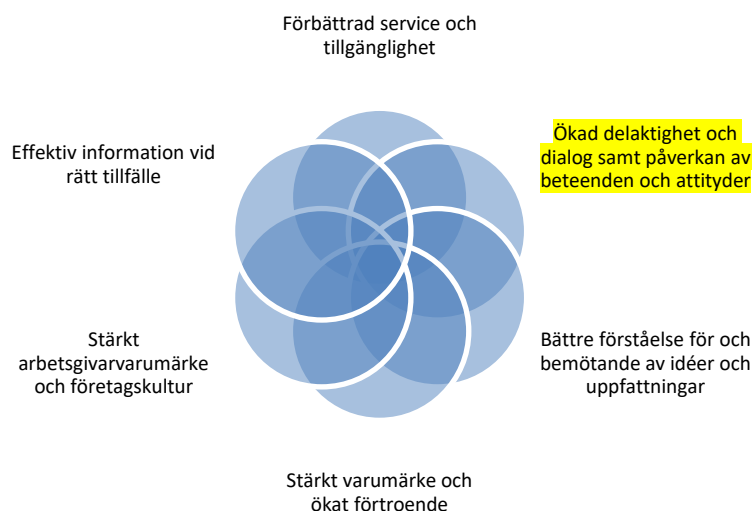 Förbättrad service och
tillgänglighet
Ökad delaktighet och
dialog samt påverkan av
beteenden och attityder
Bättre förståelse för och
bemötande av idéer och
uppfattningar
Stärkt varumärke och
ökat förtroende
Stärkt
arbetsgivarvarumärke
och företagskultur
Effektiv information vid
rätt tillfälle